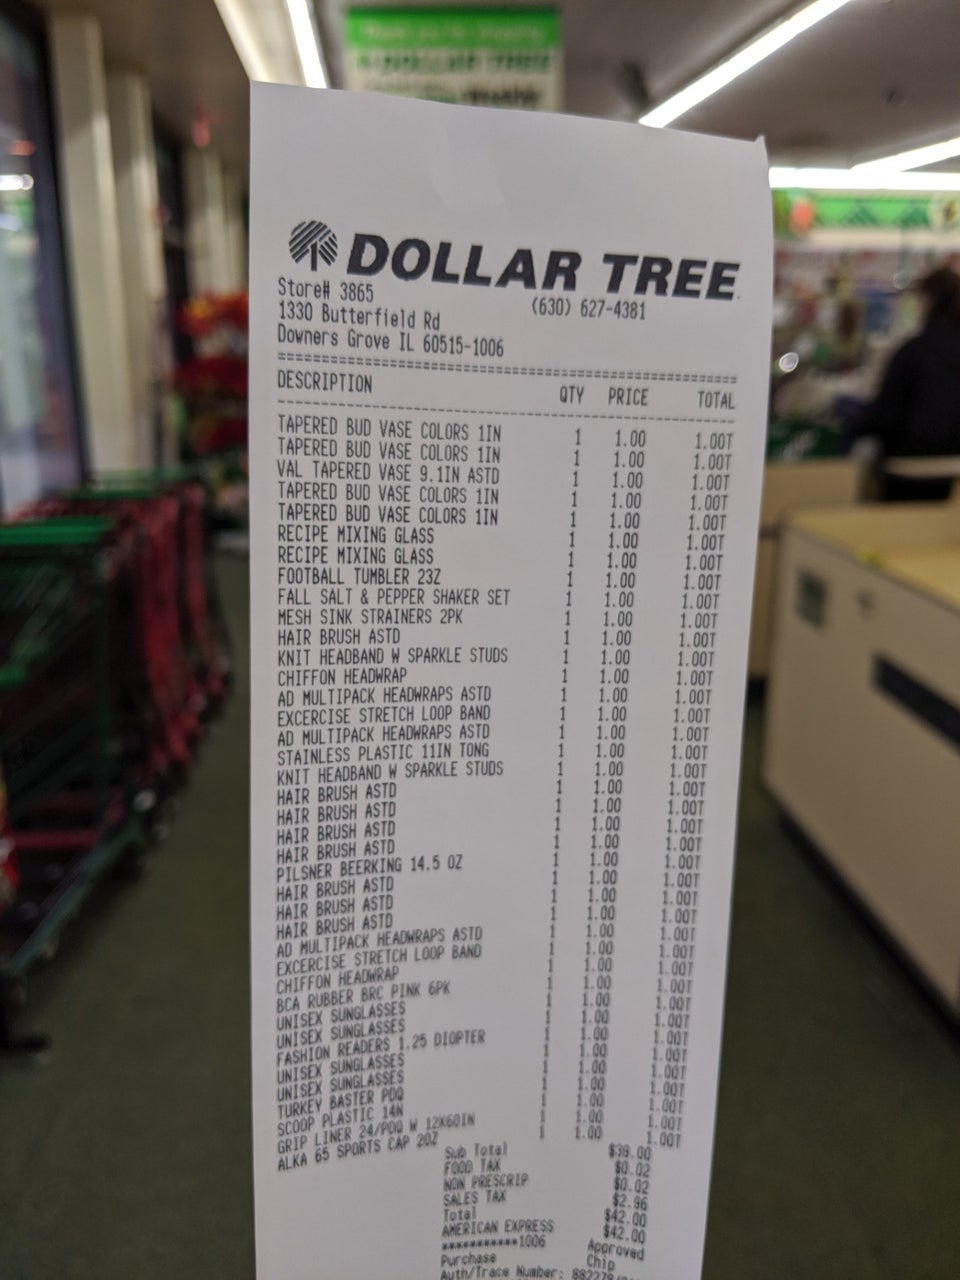 DOLLAR TREE
DOLLAR TREE
Store# 3865 (630) 627-4381
1330 Butterfield Rd
Downers Grove IL 60515-1006
DESCRIPTION QTY PRICE TOTAL
TAPERED BUD VASE COLORS 1IN 1 1.00 1.00T
TAPERED BUD VASE COLORS 1IN 1 1.00 1.00T
VAL TAPERED VASE 9.1IN ASTD 1 1.00 1.00T
TAPERED BUD VASE COLORS 1IN 1 1.00 1.00T
TAPERED BUD VASE COLORS 1IN 1 1.00 1.00T
RECIPE MIXING GLASS 1 1.00 1.00T
RECIPE MIXING GLASS 1 1.00 1.00T
FOOTBALL TUMBLER 23Z 1 1.00 1.00T
FALL SALT & PEPPER SHAKER SET 1 1.00 1.00T
MESH SINK STRAINERS 2PK 1 1.00 1.00T
HAIR BRUSH ASTD 1 1.00 1.00T
KNIT HEADBAND W SPARKLE STUDS 1 1.00 1.00T
CHIFFON HEADWRAP 1 1.00 1.00T
AD MULTIPACK HEADWRAPS ASTD 1 1.00 1.00T
EXCERCISE STRETCH LOOP BAND 1 1.00 1.00T
AD MULTIPACK HEADWRAPS ASTD 1 1.00 1.00T
STAINLESS PLASTIC 11IN TONG 1 1.00 1.00T
KNIT HEADBAND W SPARKLE STUDS 1 1.00 1.00T
HAIR BRUSH ASTD 1 1.00 1.00T
HAIR BRUSH ASTD 1 1.00 1.00T
HAIR BRUSH ASTD 1 1.00 1.00T
HAIR BRUSH ASTD 1 1.00 1.00T
PILSNER BEERKING 14.5 OZ 1 1.00 1.00T
HAIR BRUSH ASTD 1 1.00 1.00T
HAIR BRUSH ASTD 1 1.00 1.00T
HAIR BRUSH ASTD 1 1.00 1.00T
AD MULTIPACK HEADWRAPS ASTD 1 1.00 1.00T
EXCERCISE STRETCH LOOP BAND 1 1.00 1.00T
CHIFFON HEADWRAP 1 1.00 1.00T
BCA RUBBER BRC PINK 6PK 1 1.00 1.00T
UNISEX SUNGLASSES 1 1.00 1.00T
UNISEX SUNGLASSES 1 1.00 1.00T
FASHION READERS 1.25 DIOPTER 1 1.00 1.00T
UNISEX SUNGLASSES 1 1.00 1.00T
UNISEX SUNGLASSES 1 1.00 1.00T
TURKEY BASTER PDQ 1 1.00 1.00T
SCOOP PLASTIC 14N 1 1.00 1.00T
GRIP LINER 24/PDQ W 12X60IN 1 1.00 1.00T
ALKA 65 SPORTS CAP 20Z 1 1.00 1.00T
Sub Total $39.00
FOOD TAX $0.02
NON PRESCRIP $0.02
SALES TAX $2.96
Total $42.00
AMERICAN EXPRESS $42.00
***********1006 Approved
Purchase Chip
Auth/Trace Number: